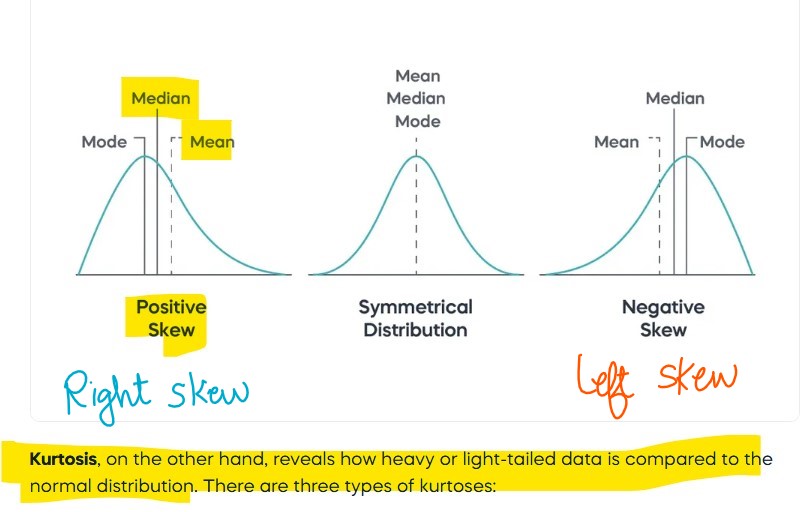 Mean
Median
Median
Median
Mode
Mode
Mean
Mean
Mode
Positive
Skew
Symmetrical
Distribution
Negative
Skew
Right skew
Left skew
Kurtosis, on the other hand, reveals how heavy or light-tailed data is compared to the
normal distribution. There are three types of kurtoses: